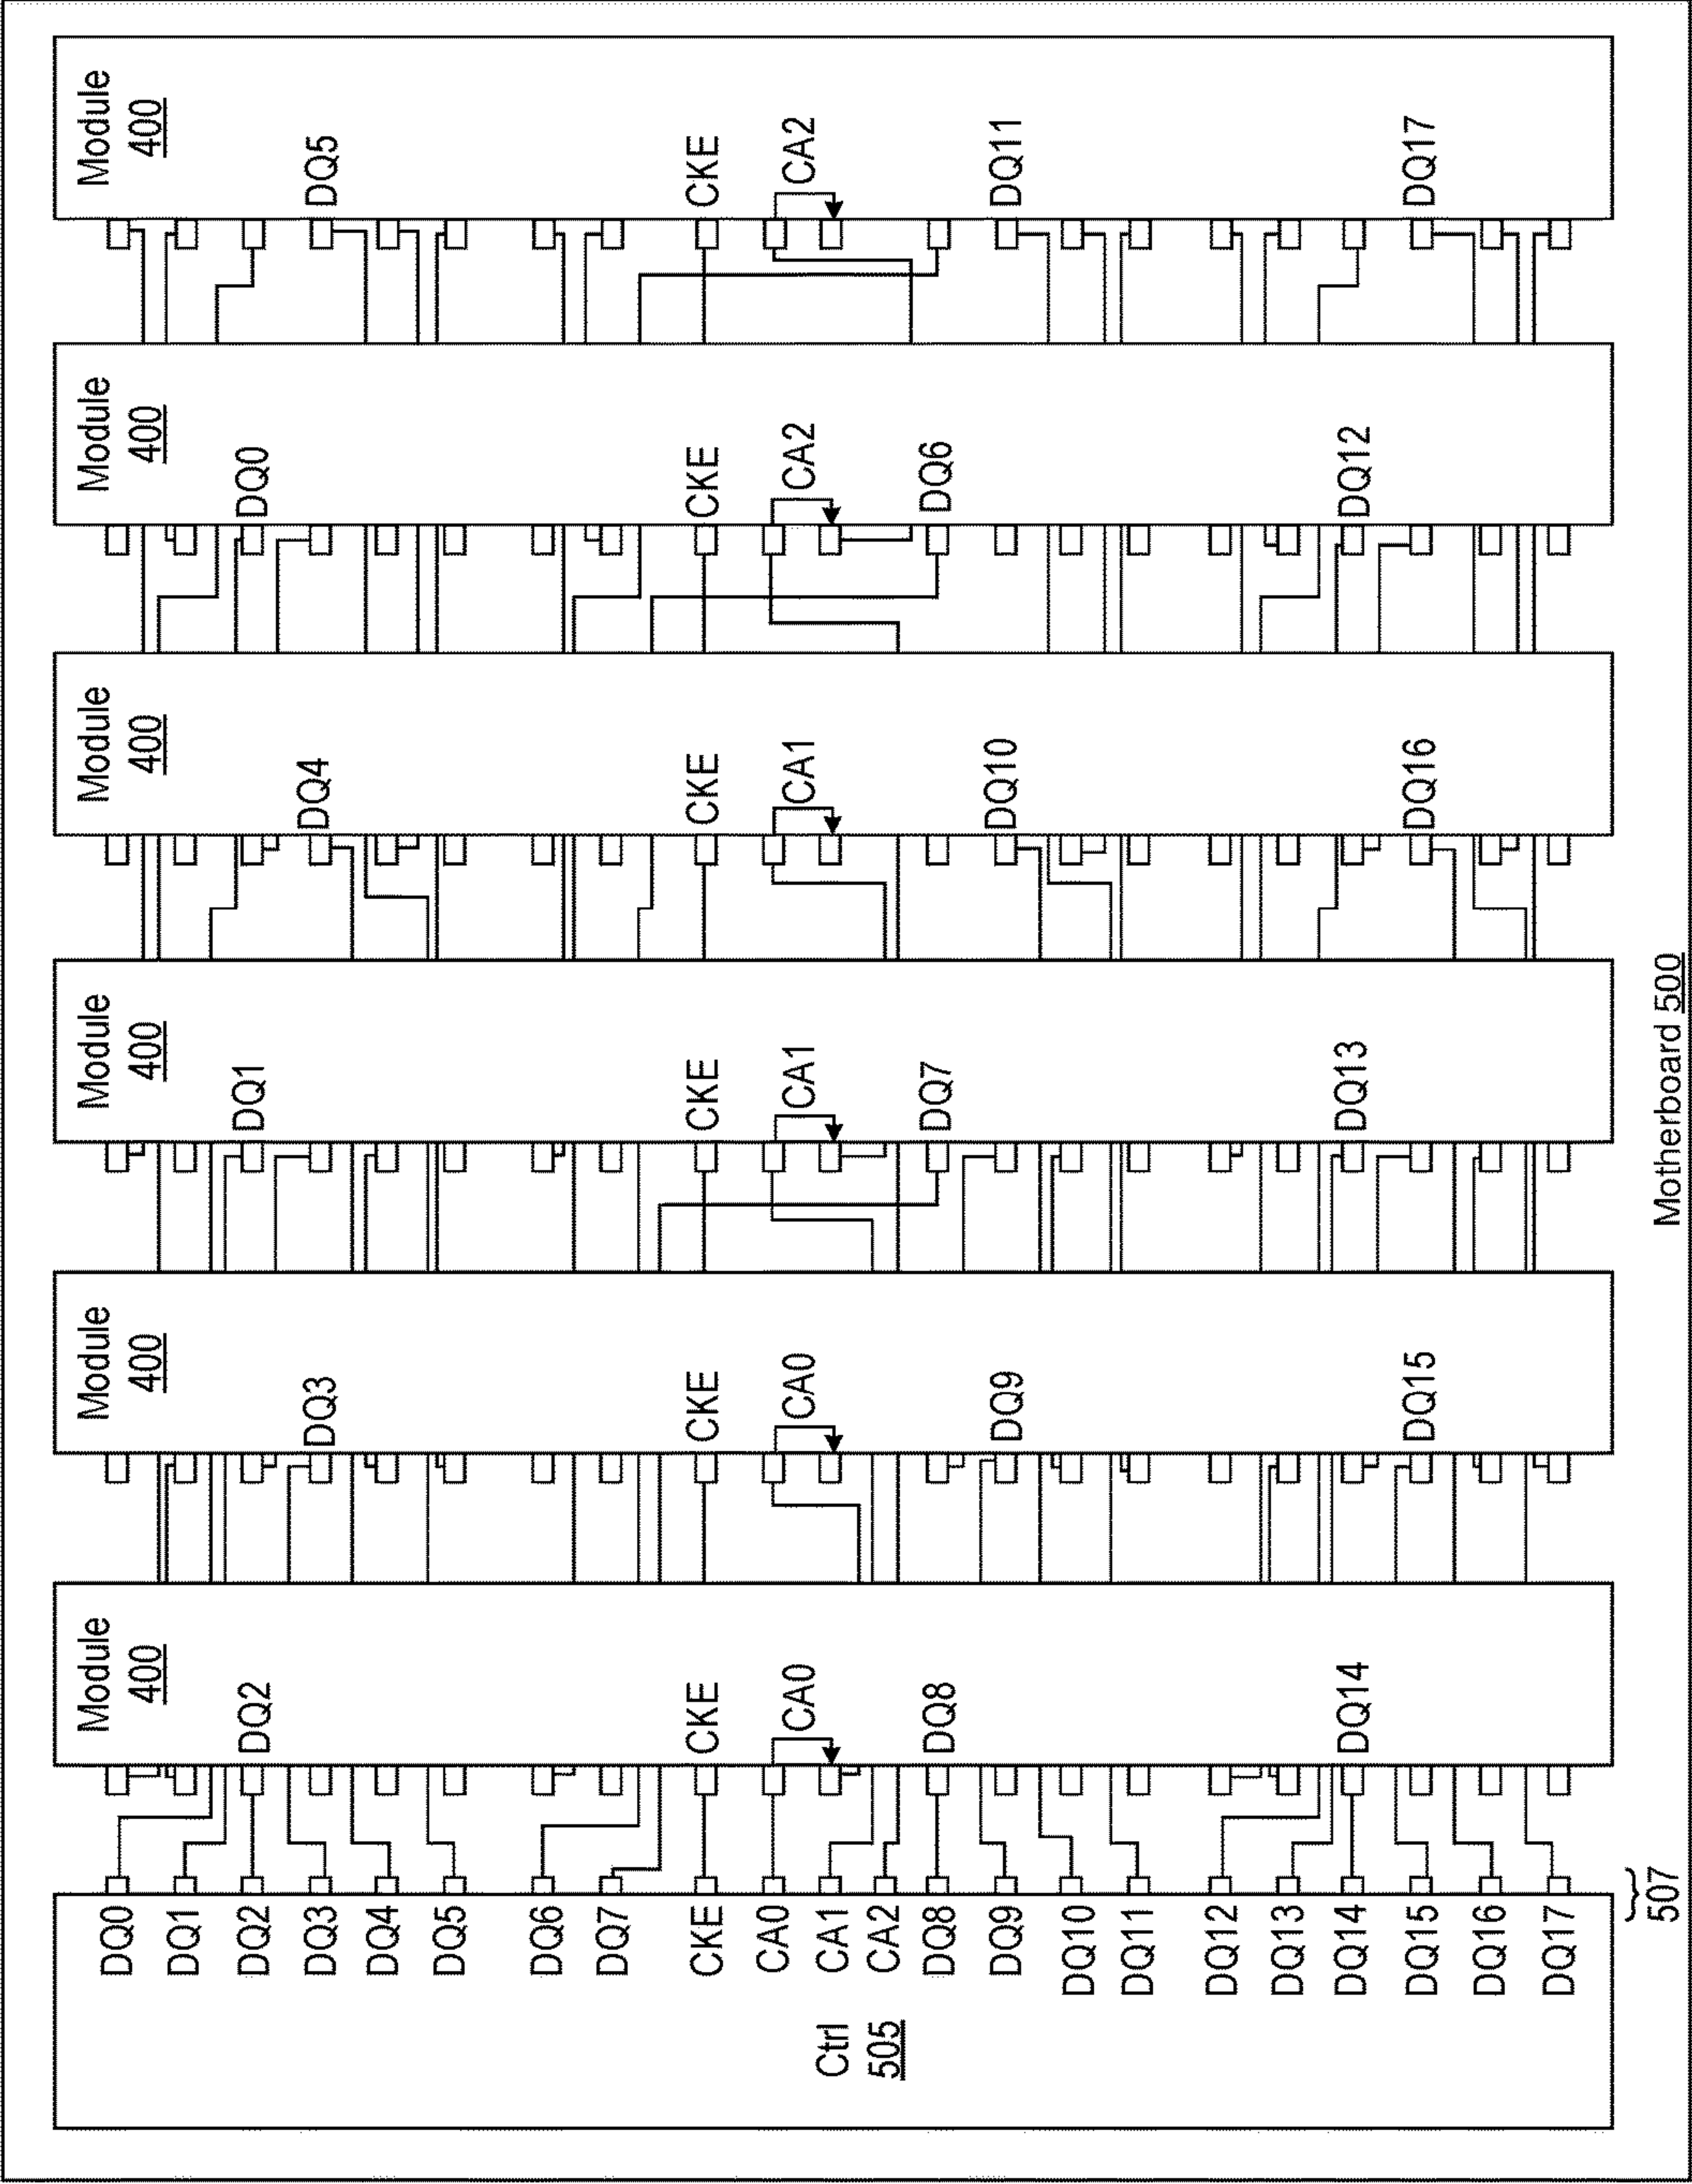 Module
400
DQ5
CKE
CA2
DQ11
DQ17
Module
400
DQ0
CKE
CA2
DQ6
DQ12
Module
400
DQ4
CKE
CA1
DQ10
DQ16
Module
400
DQ1
CKE
CA1
DQ7
DQ13
Module
400
DQ3
CKE
CA0
DQ9
DQ15
Module
400
DQ2
CKE
CA0
DQ8
DQ14
DQ0
DQ1
DQ2
DQ3
DQ4
DQ5
DQ6
DQ7
CKE
CA0
CA1
CA2
DQ8
DQ9
DQ10
DQ11
DQ12
DQ13
DQ14
DQ15
DQ16
DQ17
507
Ctrl
505
Motherboard 500